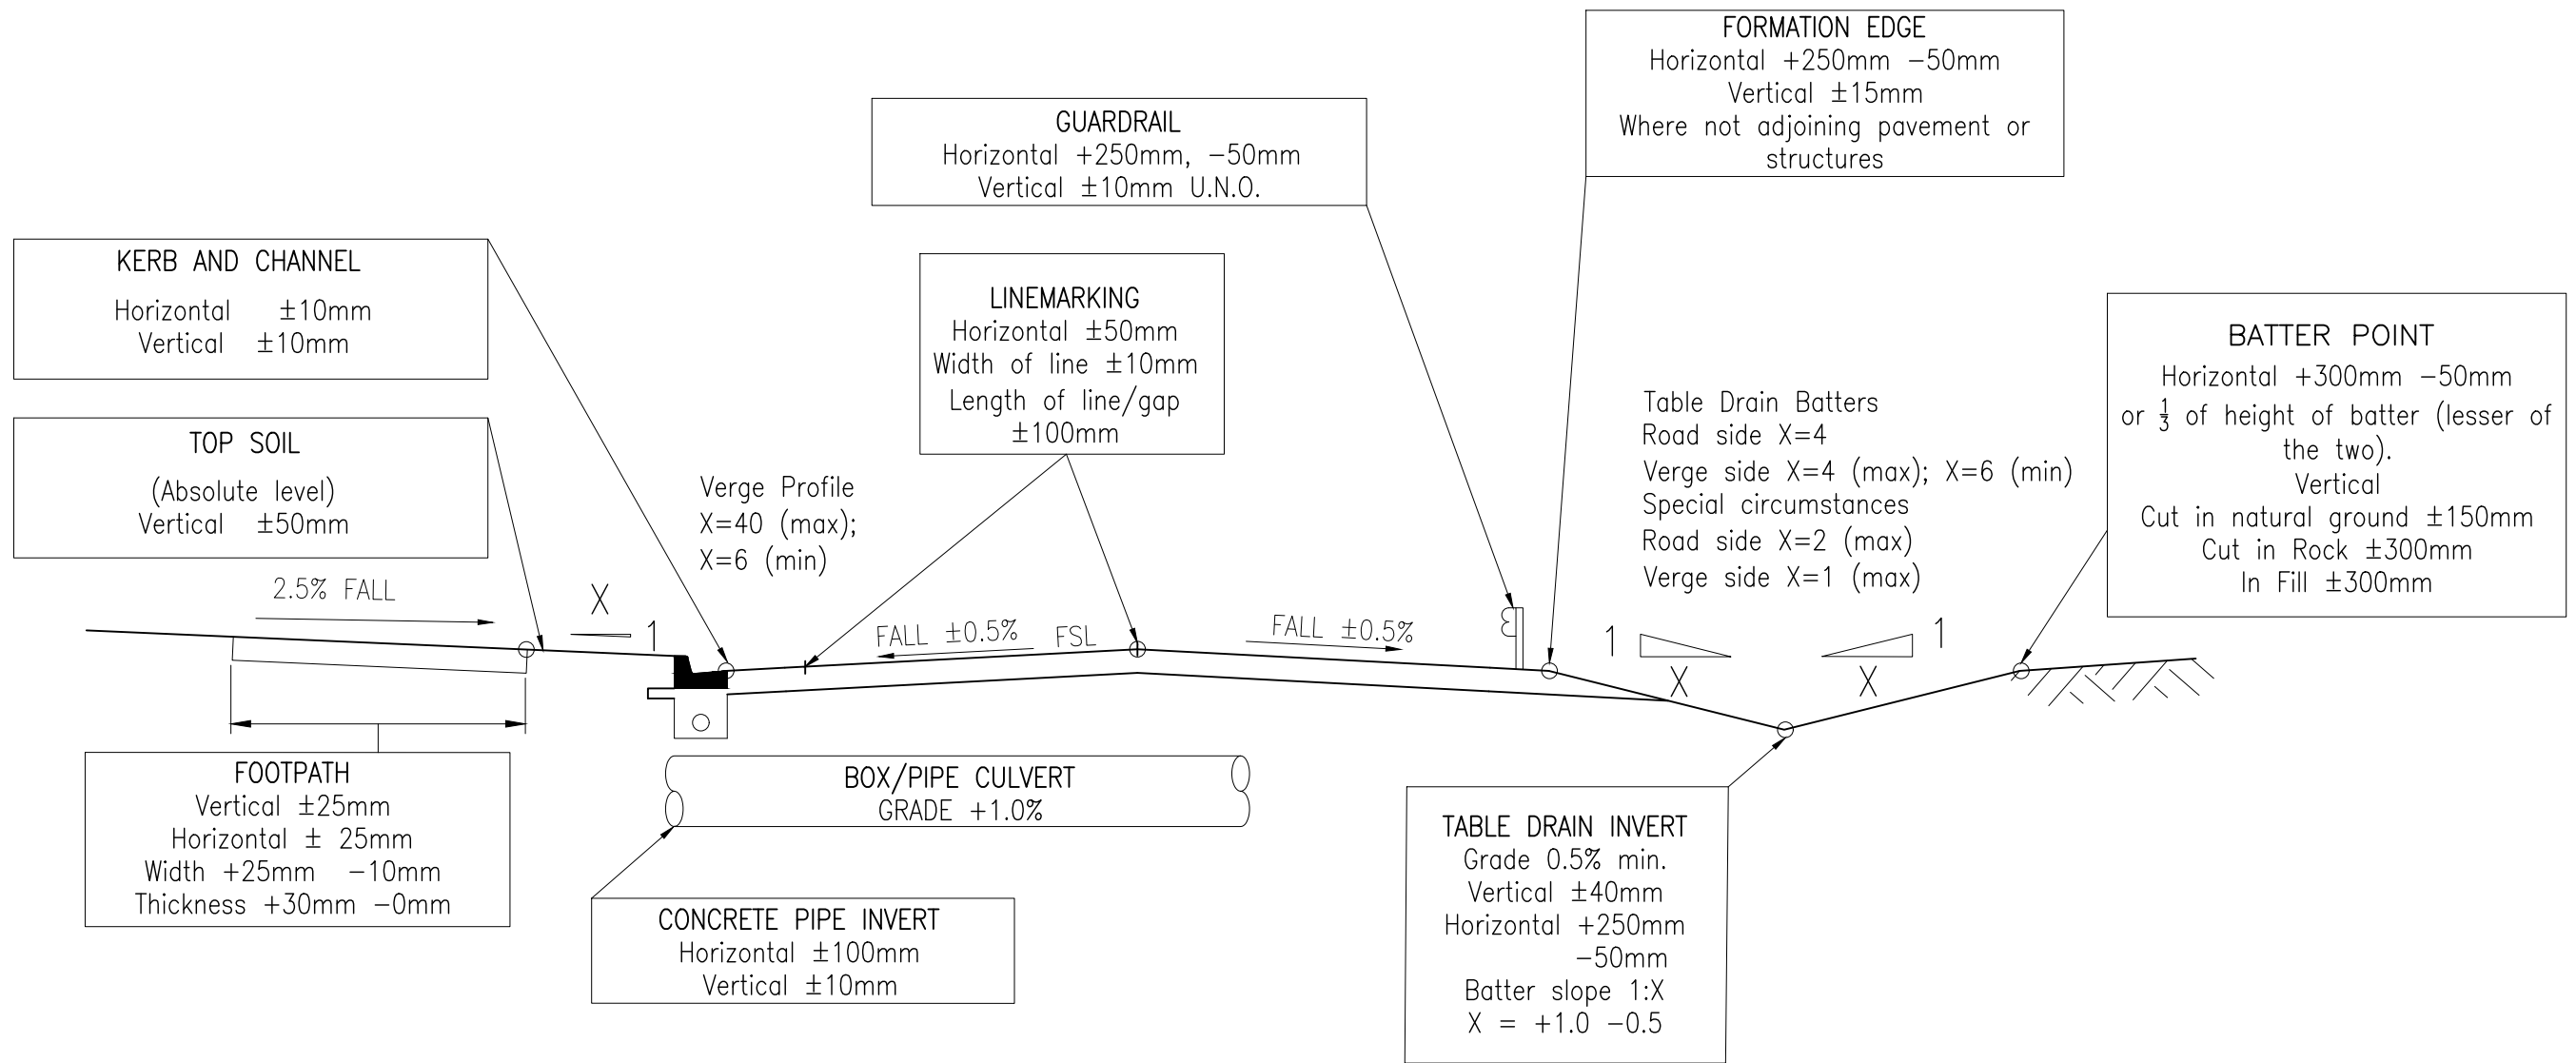 FORMATION EDGE
Horizontal +250mm -50mm
Vertical ±15mm
Where not adjoining pavement or
structures
GUARDRAIL
Horizontal +250mm, -50mm
Vertical ±10mm U.N.O.
KERB AND CHANNEL
Horizontal ±10mm
Vertical ±10mm
LINEMARKING
Horizontal ±50mm
Width of line ±10mm
Length of line/gap
±100mm
BATTER POINT
Horizontal +300mm -50mm
or 1/3 of height of batter (lesser of
the two).
Vertical
Cut in natural ground ±150mm
Cut in Rock ±300mm
In Fill ±300mm
TOP SOIL
(Absolute level)
Vertical ±50mm
Verge Profile
X=40 (max);
X=6 (min)
Table Drain Batters
Road side X=4
Verge side X=4 (max); X=6 (min)
Special circumstances
Road side X=2 (max)
Verge side X=1 (max)
2.5% FALL
X
1
FALL ±0.5%
FSL
FALL ±0.5%
1
X
1
X
FOOTPATH
Vertical ±25mm
Horizontal ± 25mm
Width +25mm -10mm
Thickness +30mm -0mm
BOX/PIPE CULVERT
GRADE +1.0%
CONCRETE PIPE INVERT
Horizontal ±100mm
Vertical ±10mm
TABLE DRAIN INVERT
Grade 0.5% min.
Vertical ±40mm
Horizontal +250mm
-50mm
Batter slope 1:X
X = +1.0 -0.5